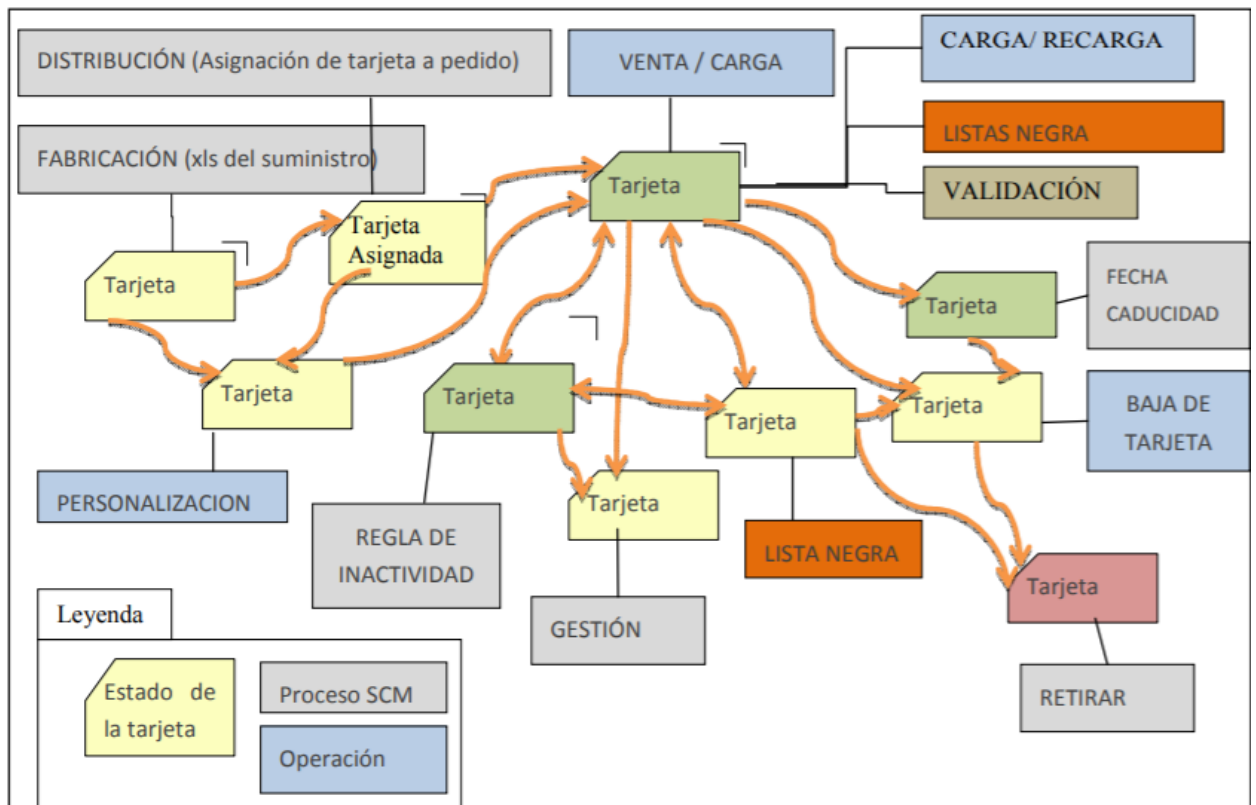 DISTRIBUCIÓN (Asignación de tarjeta a pedido)
VENTA / CARGA
CARGA/ RECARGA
LISTAS NEGRA
FABRICACIÓN (xls del suministro)
VALIDACIÓN
Tarjeta
Tarjeta
Asignada
Tarjeta
Tarjeta
FECHA
CADUCIDAD
Tarjeta
Tarjeta
Tarjeta
Tarjeta
Tarjeta
BAJA DE
TARJETA
PERSONALIZACION
Tarjeta
REGLA DE
INACTIVIDAD
LISTA NEGRA
Tarjeta
GESTIÓN
RETIRAR
Leyenda
Estado de
la tarjeta
Proceso SCM
Operación